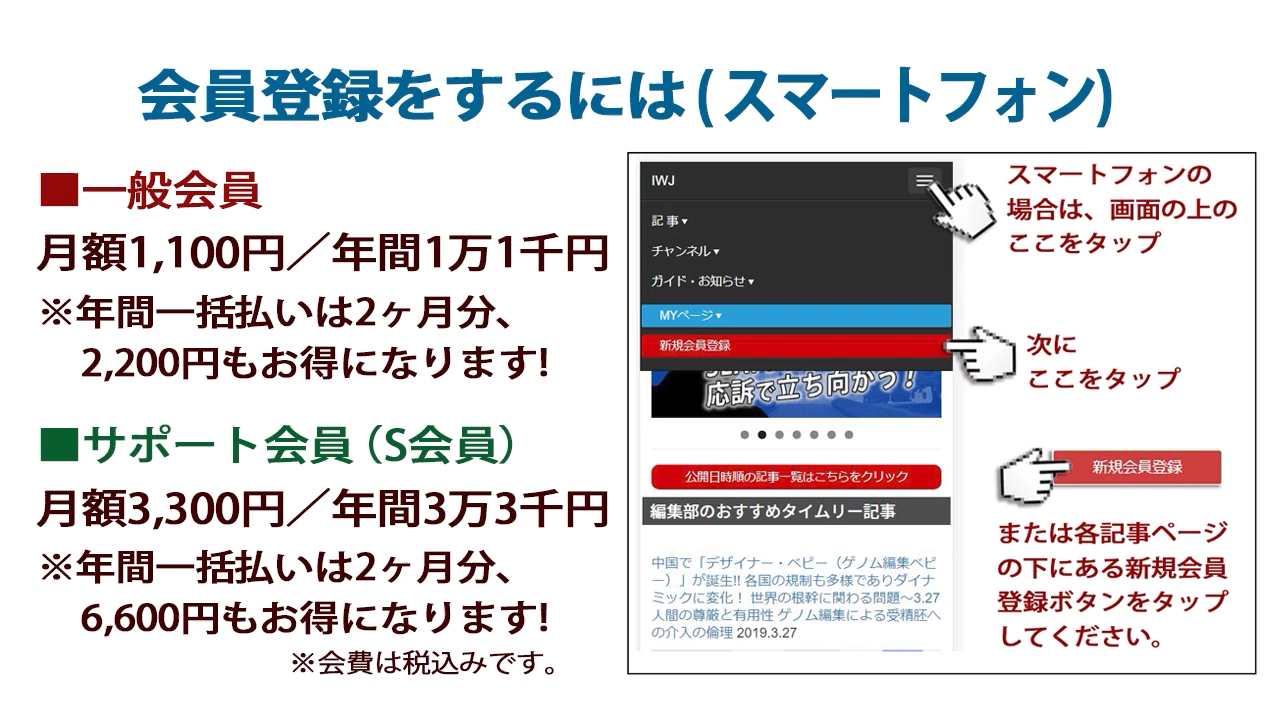 会員登録をするには(スマートフォン)
■一般会員
月額1,100円／年間1万1千円
※年間一括払いは2ヶ月分、
2,200円もお得になります!
■サポート会員（S会員）
月額3,300円／年間3万3千円
※年間一括払いは2ヶ月分、
6,600円もお得になります!
※会費は税込みです。
IWJ
記事▾
チャンネル▾
ガイド・お知らせ▾
MYページ▾
新規会員登録
応訴で立ち向かう！
公開日時順の記事一覧はこちらをクリック
編集部のおすすめタイムリー記事
中国で「デザイナー・ベビー（ゲノム編集ベビ
ー）」が誕生!! 各国の規制も多様でありダイナ
ミックに変化！ 世界の根幹に関わる問題～3.27
人間の尊厳と有用性 ゲノム編集による受精胚へ
の介入の倫理 2019.3.27
スマートフォンの
場合は、画面の上の
ここをタップ
次に
ここをタップ
新規会員登録
または各記事ページ
の下にある新規会員
登録ボタンをタップ
してください。